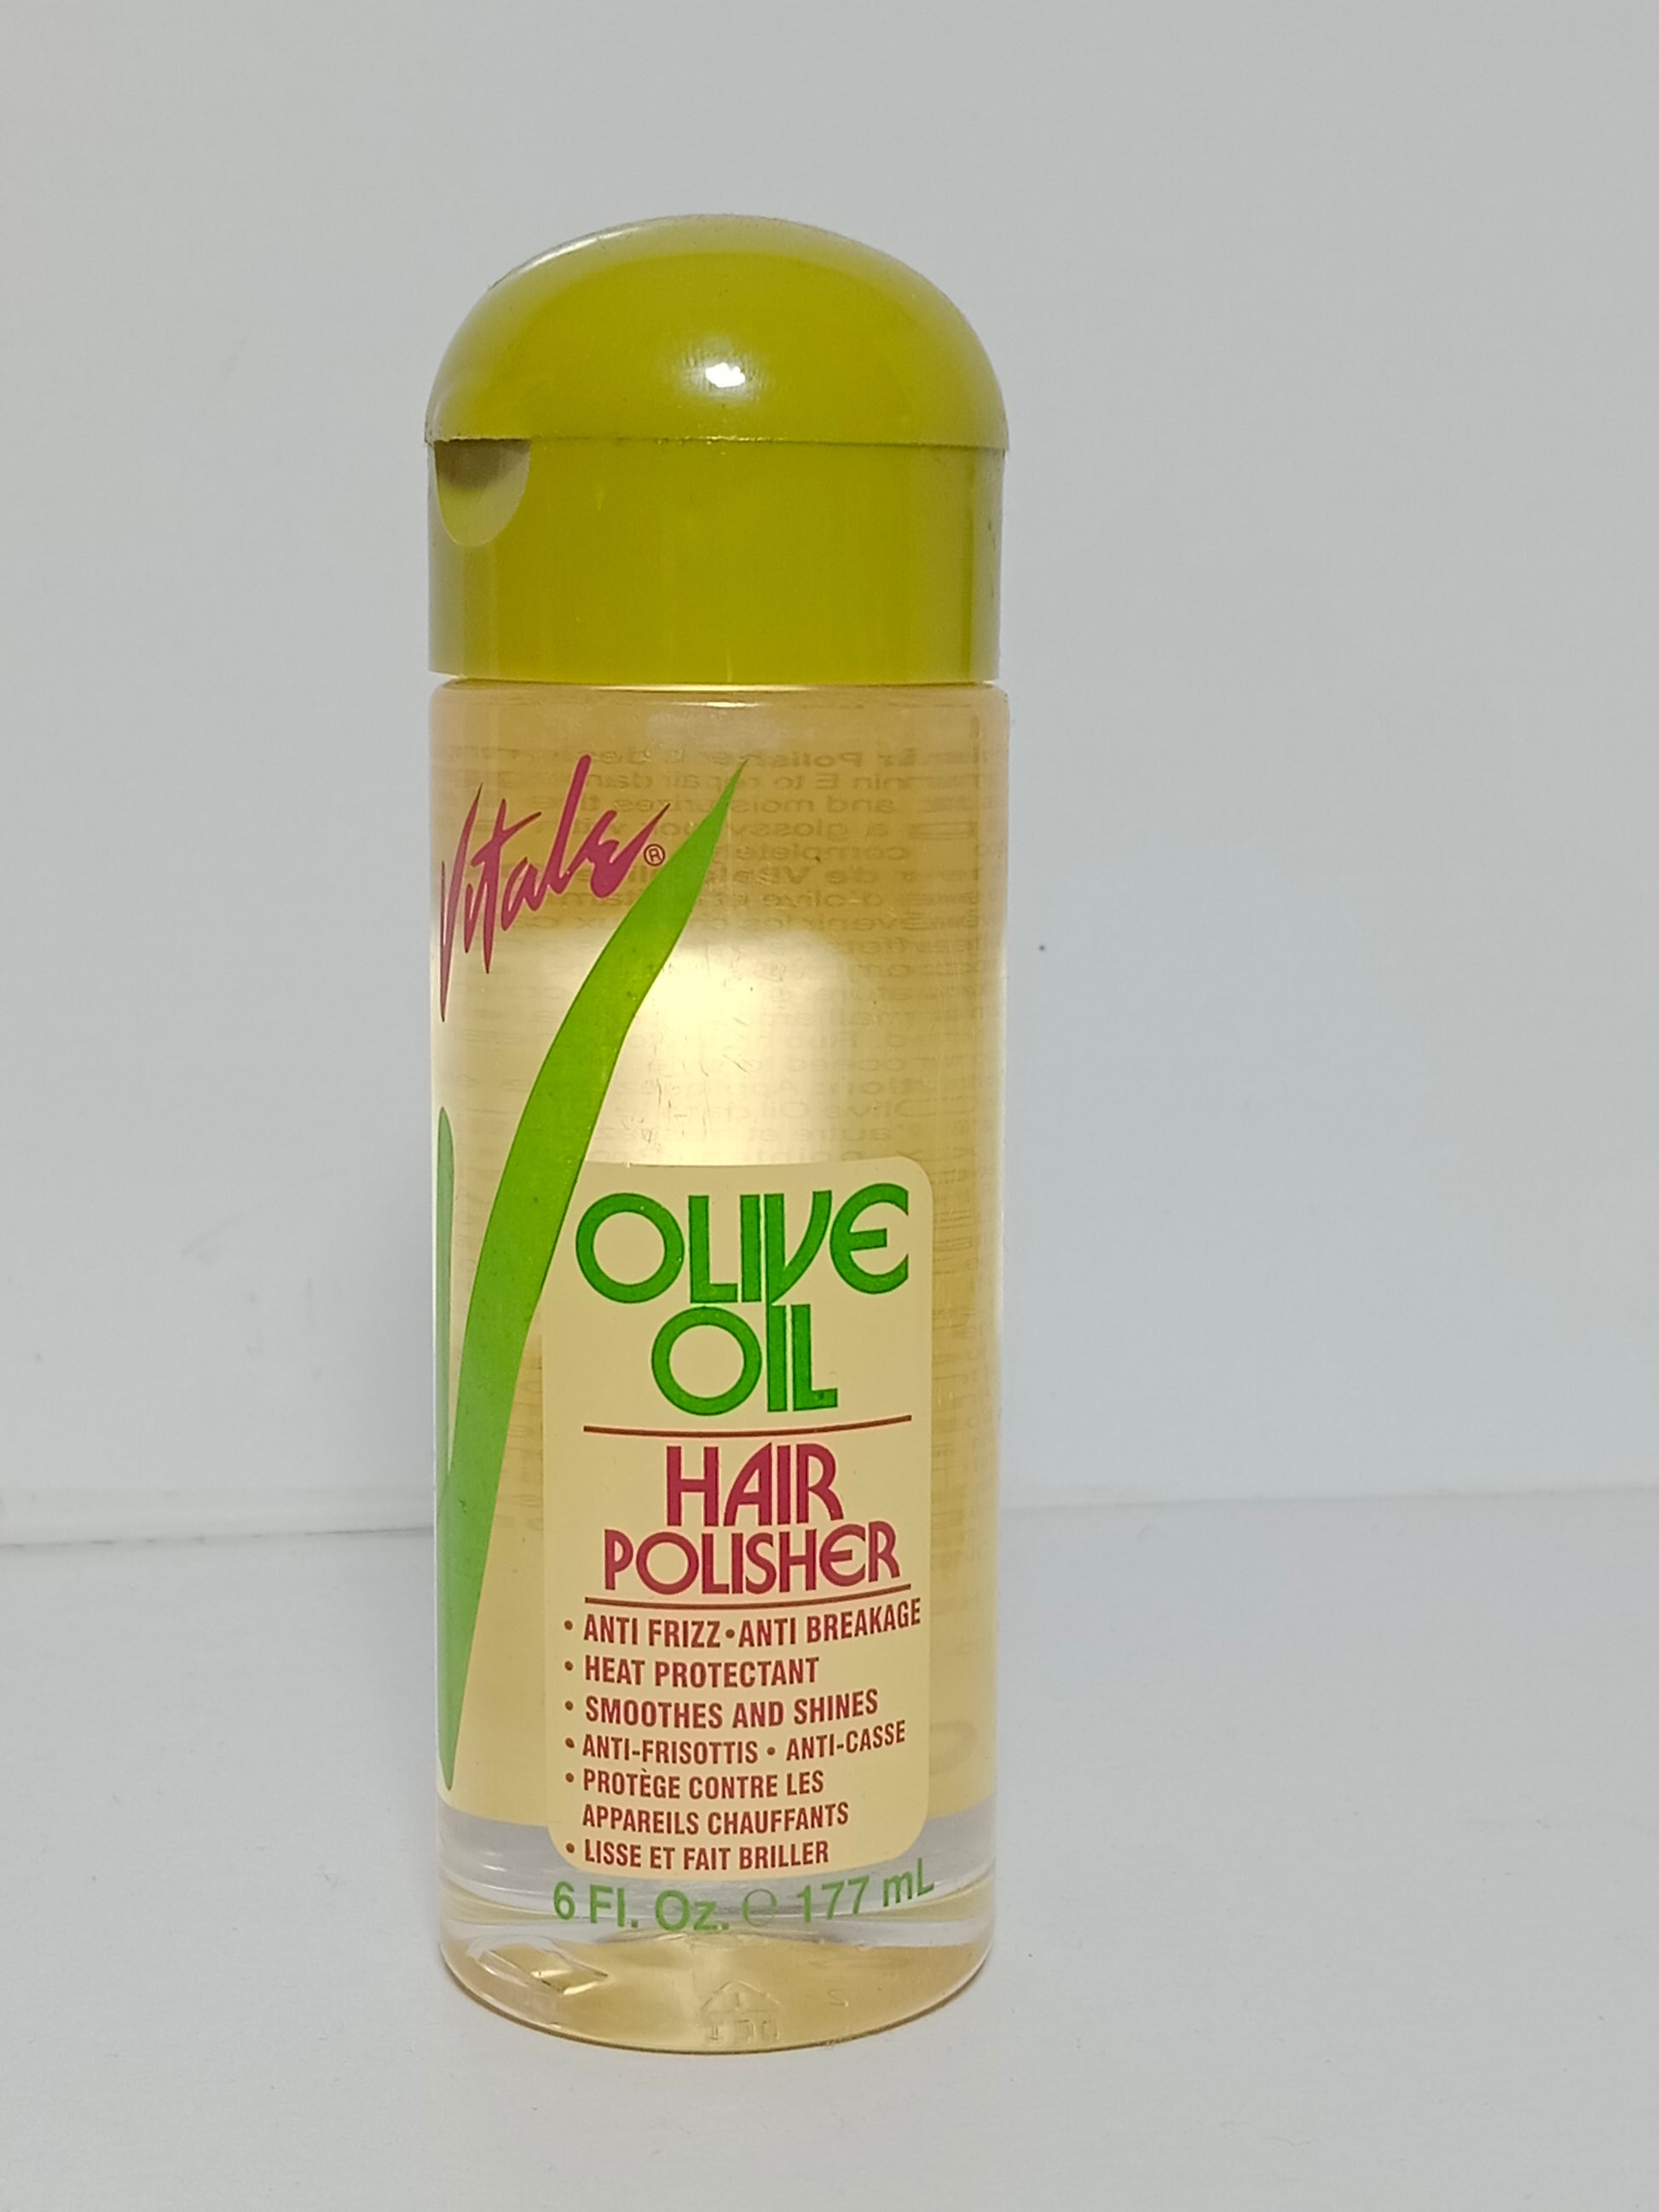 Vitale®
OLIVE
OIL
HAIR
POLISHER
• ANTI FRIZZ • ANTI BREAKAGE
• HEAT PROTECTANT
• SMOOTHES AND SHINES
• ANTI-FRISOTTIS • ANTI-CASSE
• PROTÈGE CONTRE LES
APPAREILS CHAUFFANTS
• LISSE ET FAIT BRILLER
6 Fl. Oz. ℮ 177 mL